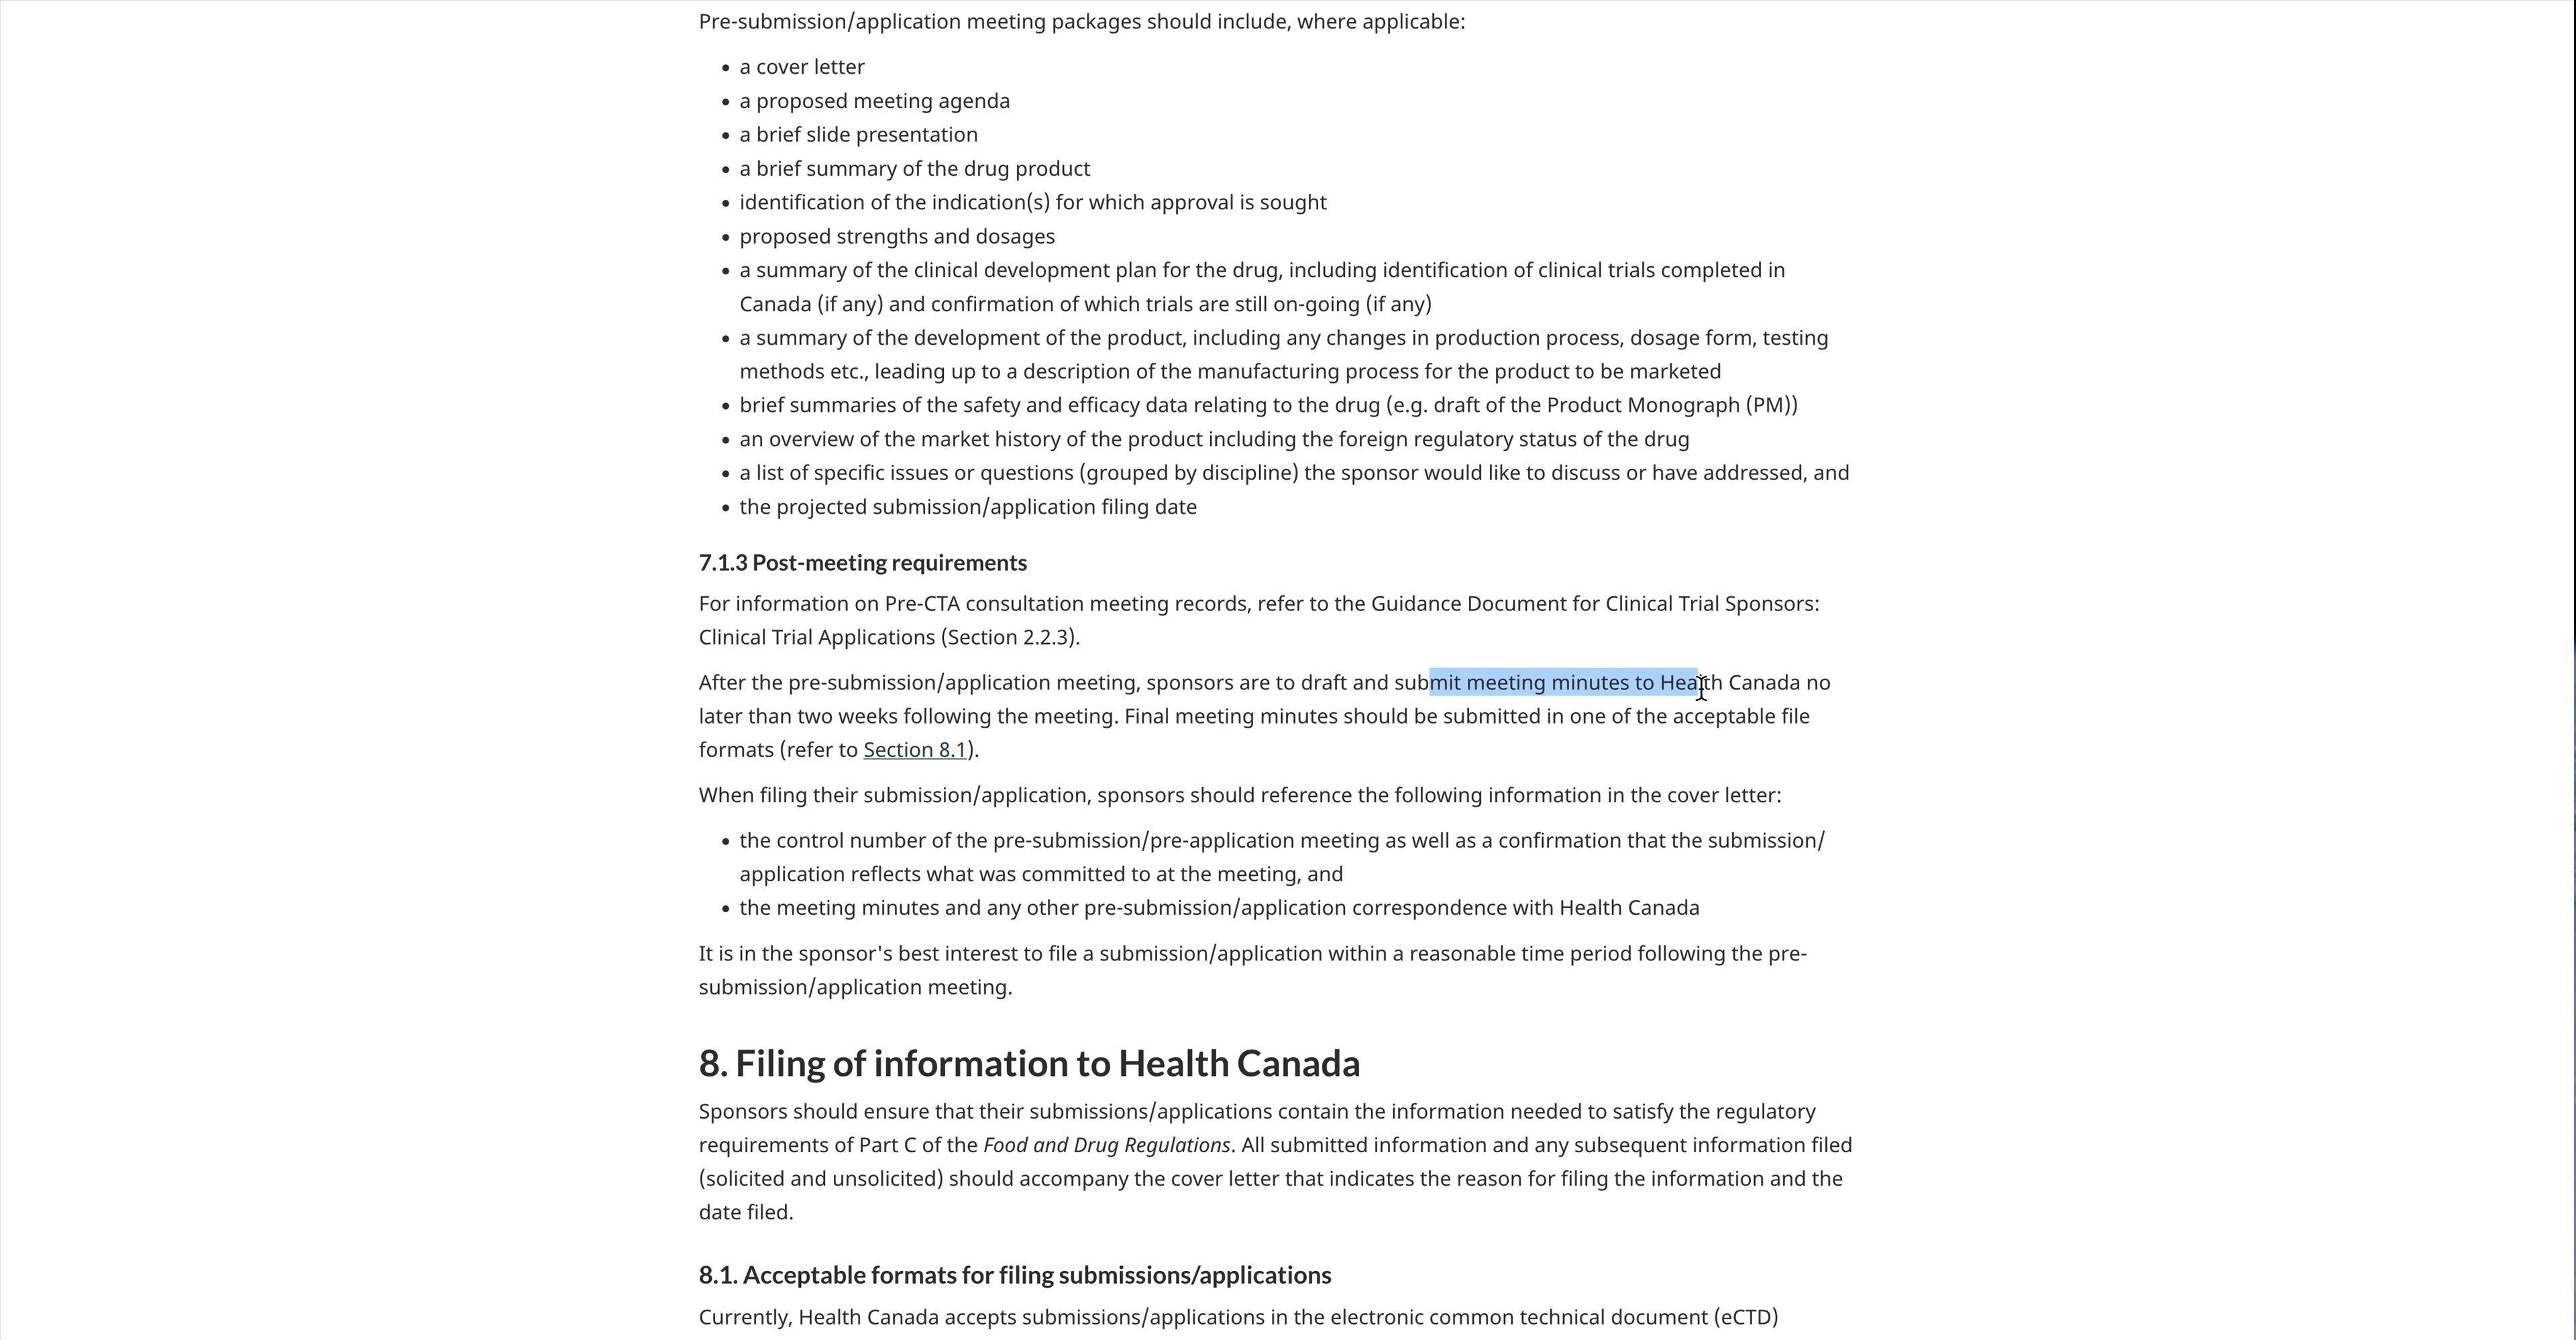 Pre-submission/application meeting packages should include, where applicable:
• a cover letter
• a proposed meeting agenda
• a brief slide presentation
• a brief summary of the drug product
• identification of the indication(s) for which approval is sought
• proposed strengths and dosages
• a summary of the clinical development plan for the drug, including identification of clinical trials completed in
Canada (if any) and confirmation of which trials are still on-going (if any)
• a summary of the development of the product, including any changes in production process, dosage form, testing
methods etc., leading up to a description of the manufacturing process for the product to be marketed
• brief summaries of the safety and efficacy data relating to the drug (e.g. draft of the Product Monograph (PM))
• an overview of the market history of the product including the foreign regulatory status of the drug
• a list of specific issues or questions (grouped by discipline) the sponsor would like to discuss or have addressed, and
• the projected submission/application filing date
7.1.3 Post-meeting requirements
For information on Pre-CTA consultation meeting records, refer to the Guidance Document for Clinical Trial Sponsors:
Clinical Trial Applications (Section 2.2.3).
After the pre-submission/application meeting, sponsors are to draft and submit meeting minutes to Health Canada no
later than two weeks following the meeting. Final meeting minutes should be submitted in one of the acceptable file
formats (refer to Section 8.1).
When filing their submission/application, sponsors should reference the following information in the cover letter:
• the control number of the pre-submission/pre-application meeting as well as a confirmation that the submission/
application reflects what was committed to at the meeting, and
• the meeting minutes and any other pre-submission/application correspondence with Health Canada
It is in the sponsor's best interest to file a submission/application within a reasonable time period following the pre-
submission/application meeting.
8. Filing of information to Health Canada
Sponsors should ensure that their submissions/applications contain the information needed to satisfy the regulatory
requirements of Part C of the Food and Drug Regulations. All submitted information and any subsequent information filed
(solicited and unsolicited) should accompany the cover letter that indicates the reason for filing the information and the
date filed.
8.1. Acceptable formats for filing submissions/applications
Currently, Health Canada accepts submissions/applications in the electronic common technical document (eCTD)